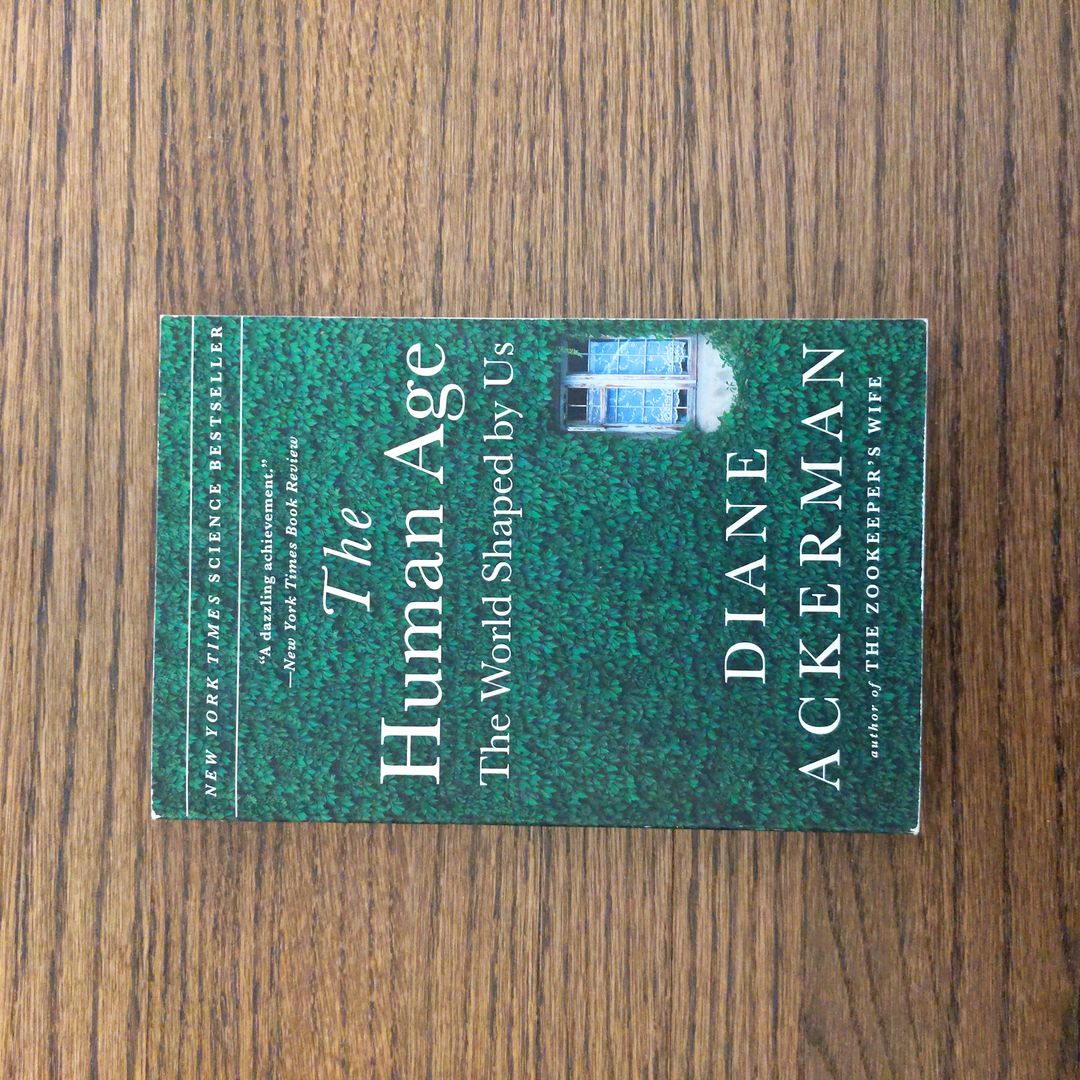 NEW YORK TIMES SCIENCE BESTSELLER
“A dazzling achievement.”
—New York Times Book Review
The
Human Age
The World Shaped by Us
DIANE
ACKERMAN
author of THE ZOOKEEPER’S WIFE